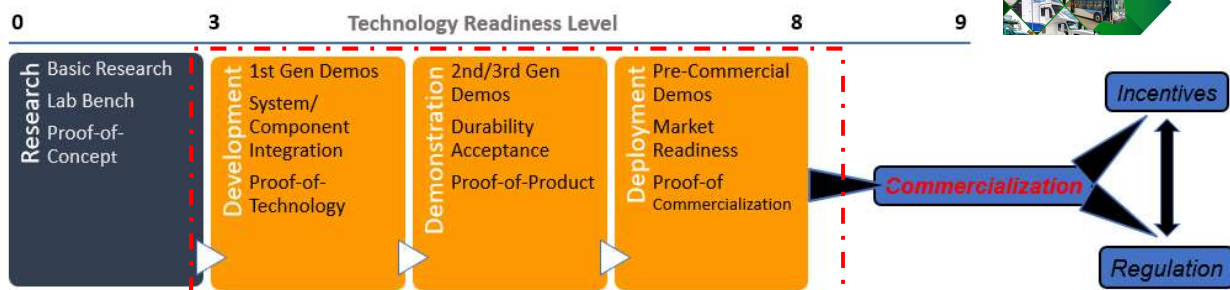 0 3 Technology Readiness Level 8 9
Research
Basic Research
Lab Bench
Proof-of-
Concept
Development
1st Gen Demos
System/
Component
Integration
Proof-of-
Technology
Demonstration
2nd/3rd Gen
Demos
Durability
Acceptance
Proof-of-Product
Deployment
Pre-Commercial
Demos
Market
Readiness
Proof-of
Commercialization
Commercialization
Incentives
Regulation